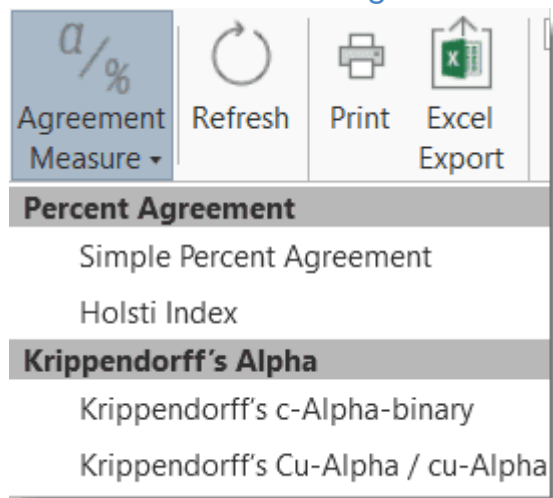 α/%
Agreement Measure ▾
Refresh
Print
Excel Export
Percent Agreement
Simple Percent Agreement
Holsti Index
Krippendorff's Alpha
Krippendorff's c-Alpha-binary
Krippendorff's Cu-Alpha / cu-Alpha